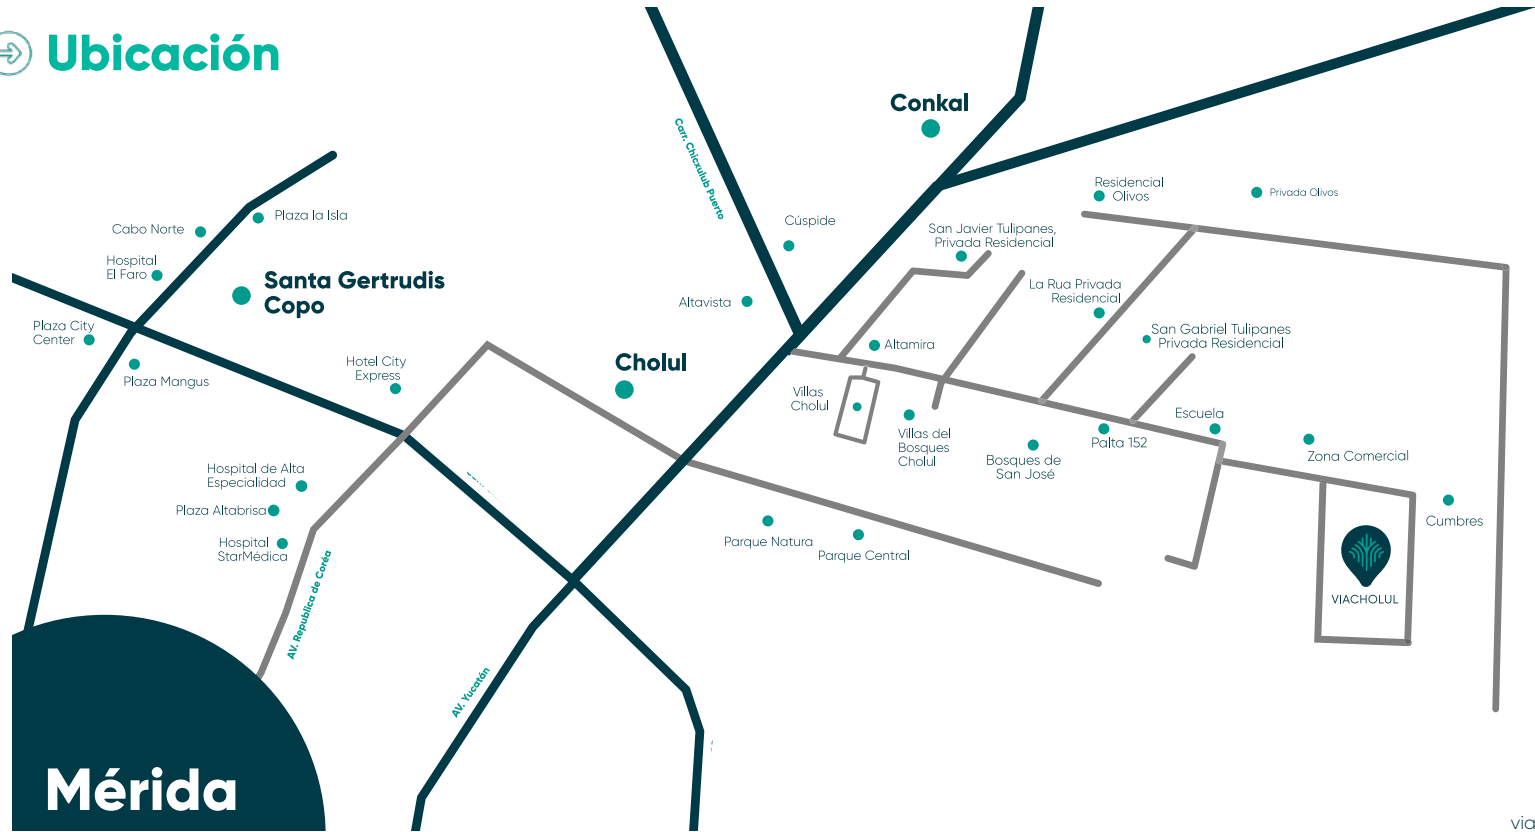 Ubicación
Conkal
Carr. Chicxulub Puerto
Residencial
Olivos
Privada Olivos
Plaza la Isla
Cabo Norte
Cúspide
San Javier Tulipanes,
Privada Residencial
Hospital
El Faro
Santa Gertrudis
Copo
La Rua Privada
Residencial
Altavista
Plaza City
Center
San Gabriel Tulipanes
Privada Residencial
Altamira
Hotel City
Express
Cholul
Plaza Mangus
Villas
Cholul
Escuela
Villas del
Bosques
Cholul
Palta 152
Zona Comercial
Bosques de
San José
Hospital de Alta
Especialidad
Plaza Altabrisa
Cumbres
Hospital
StarMédica
Parque Natura
Parque Central
VIACHOLUL
AV. Republica de Coréa
AV. Yucatán
Mérida
via